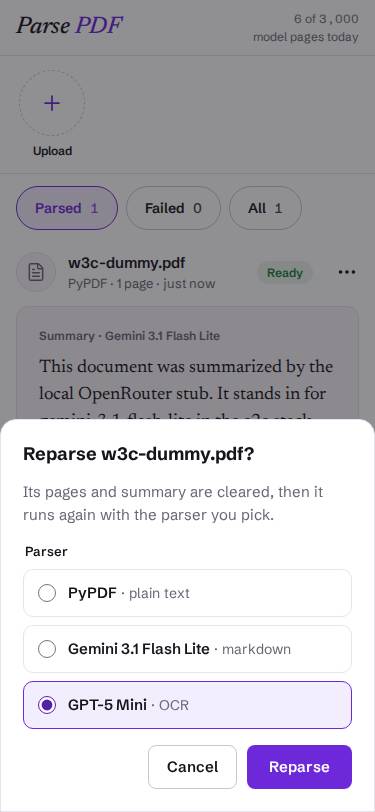 Parse PDF
6 of 3,000
model pages today
Upload
Parsed 1
Failed 0
All 1
w3c-dummy.pdf
PyPDF · 1 page · just now
Ready
Summary · Gemini 3.1 Flash Lite
This document was summarized by the
local OpenRouter stub. It stands in for
Reparse w3c-dummy.pdf?
Its pages and summary are cleared, then it
runs again with the parser you pick.
Parser
PyPDF · plain text
Gemini 3.1 Flash Lite · markdown
GPT-5 Mini · OCR
Cancel
Reparse